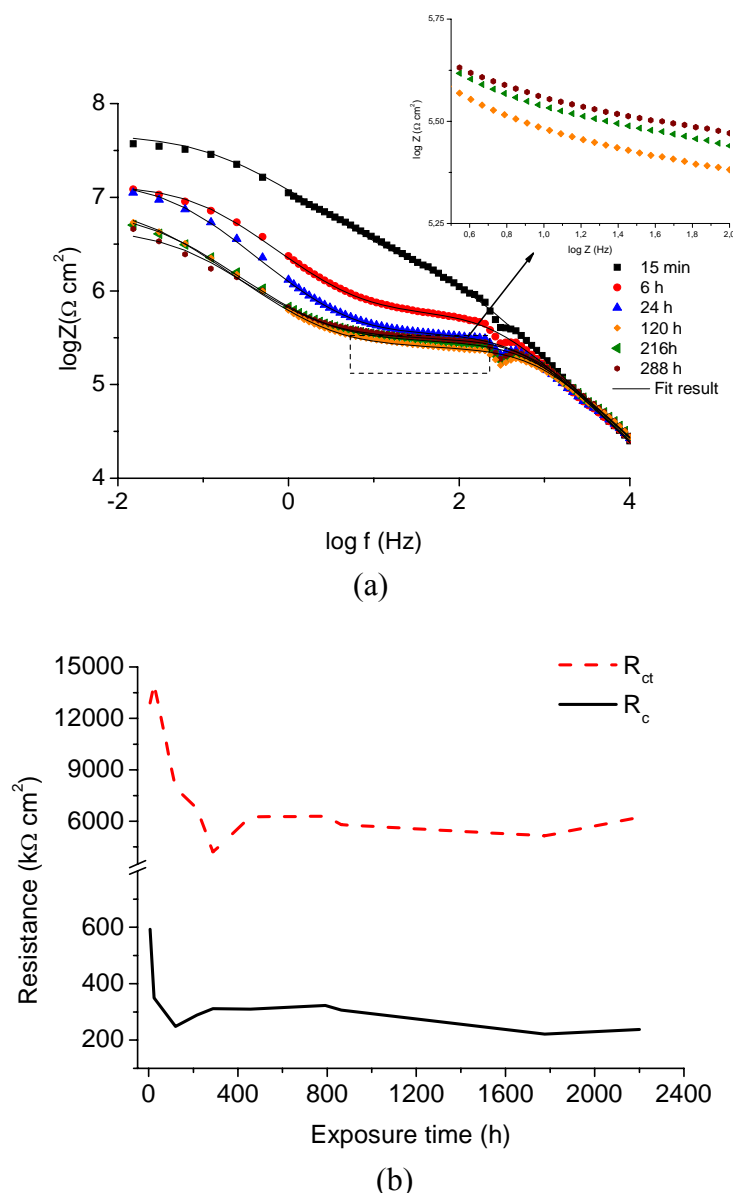 5,75
5,50
5,25
log Z (Ω cm²)
0,6 0,8 1,0 1,2 1,4 1,6 1,8 2,0
log Z (Hz)
8
7
6
5
4
logZ(Ω cm²)
-2 0 2 4
log f (Hz)
15 min
6 h
24 h
120 h
216h
288 h
Fit result
(a)
15000
12000
9000
6000
600
400
200
Resistance (kΩ cm²)
R_ct
R_c
0 400 800 1200 1600 2000 2400
Exposure time (h)
(b)